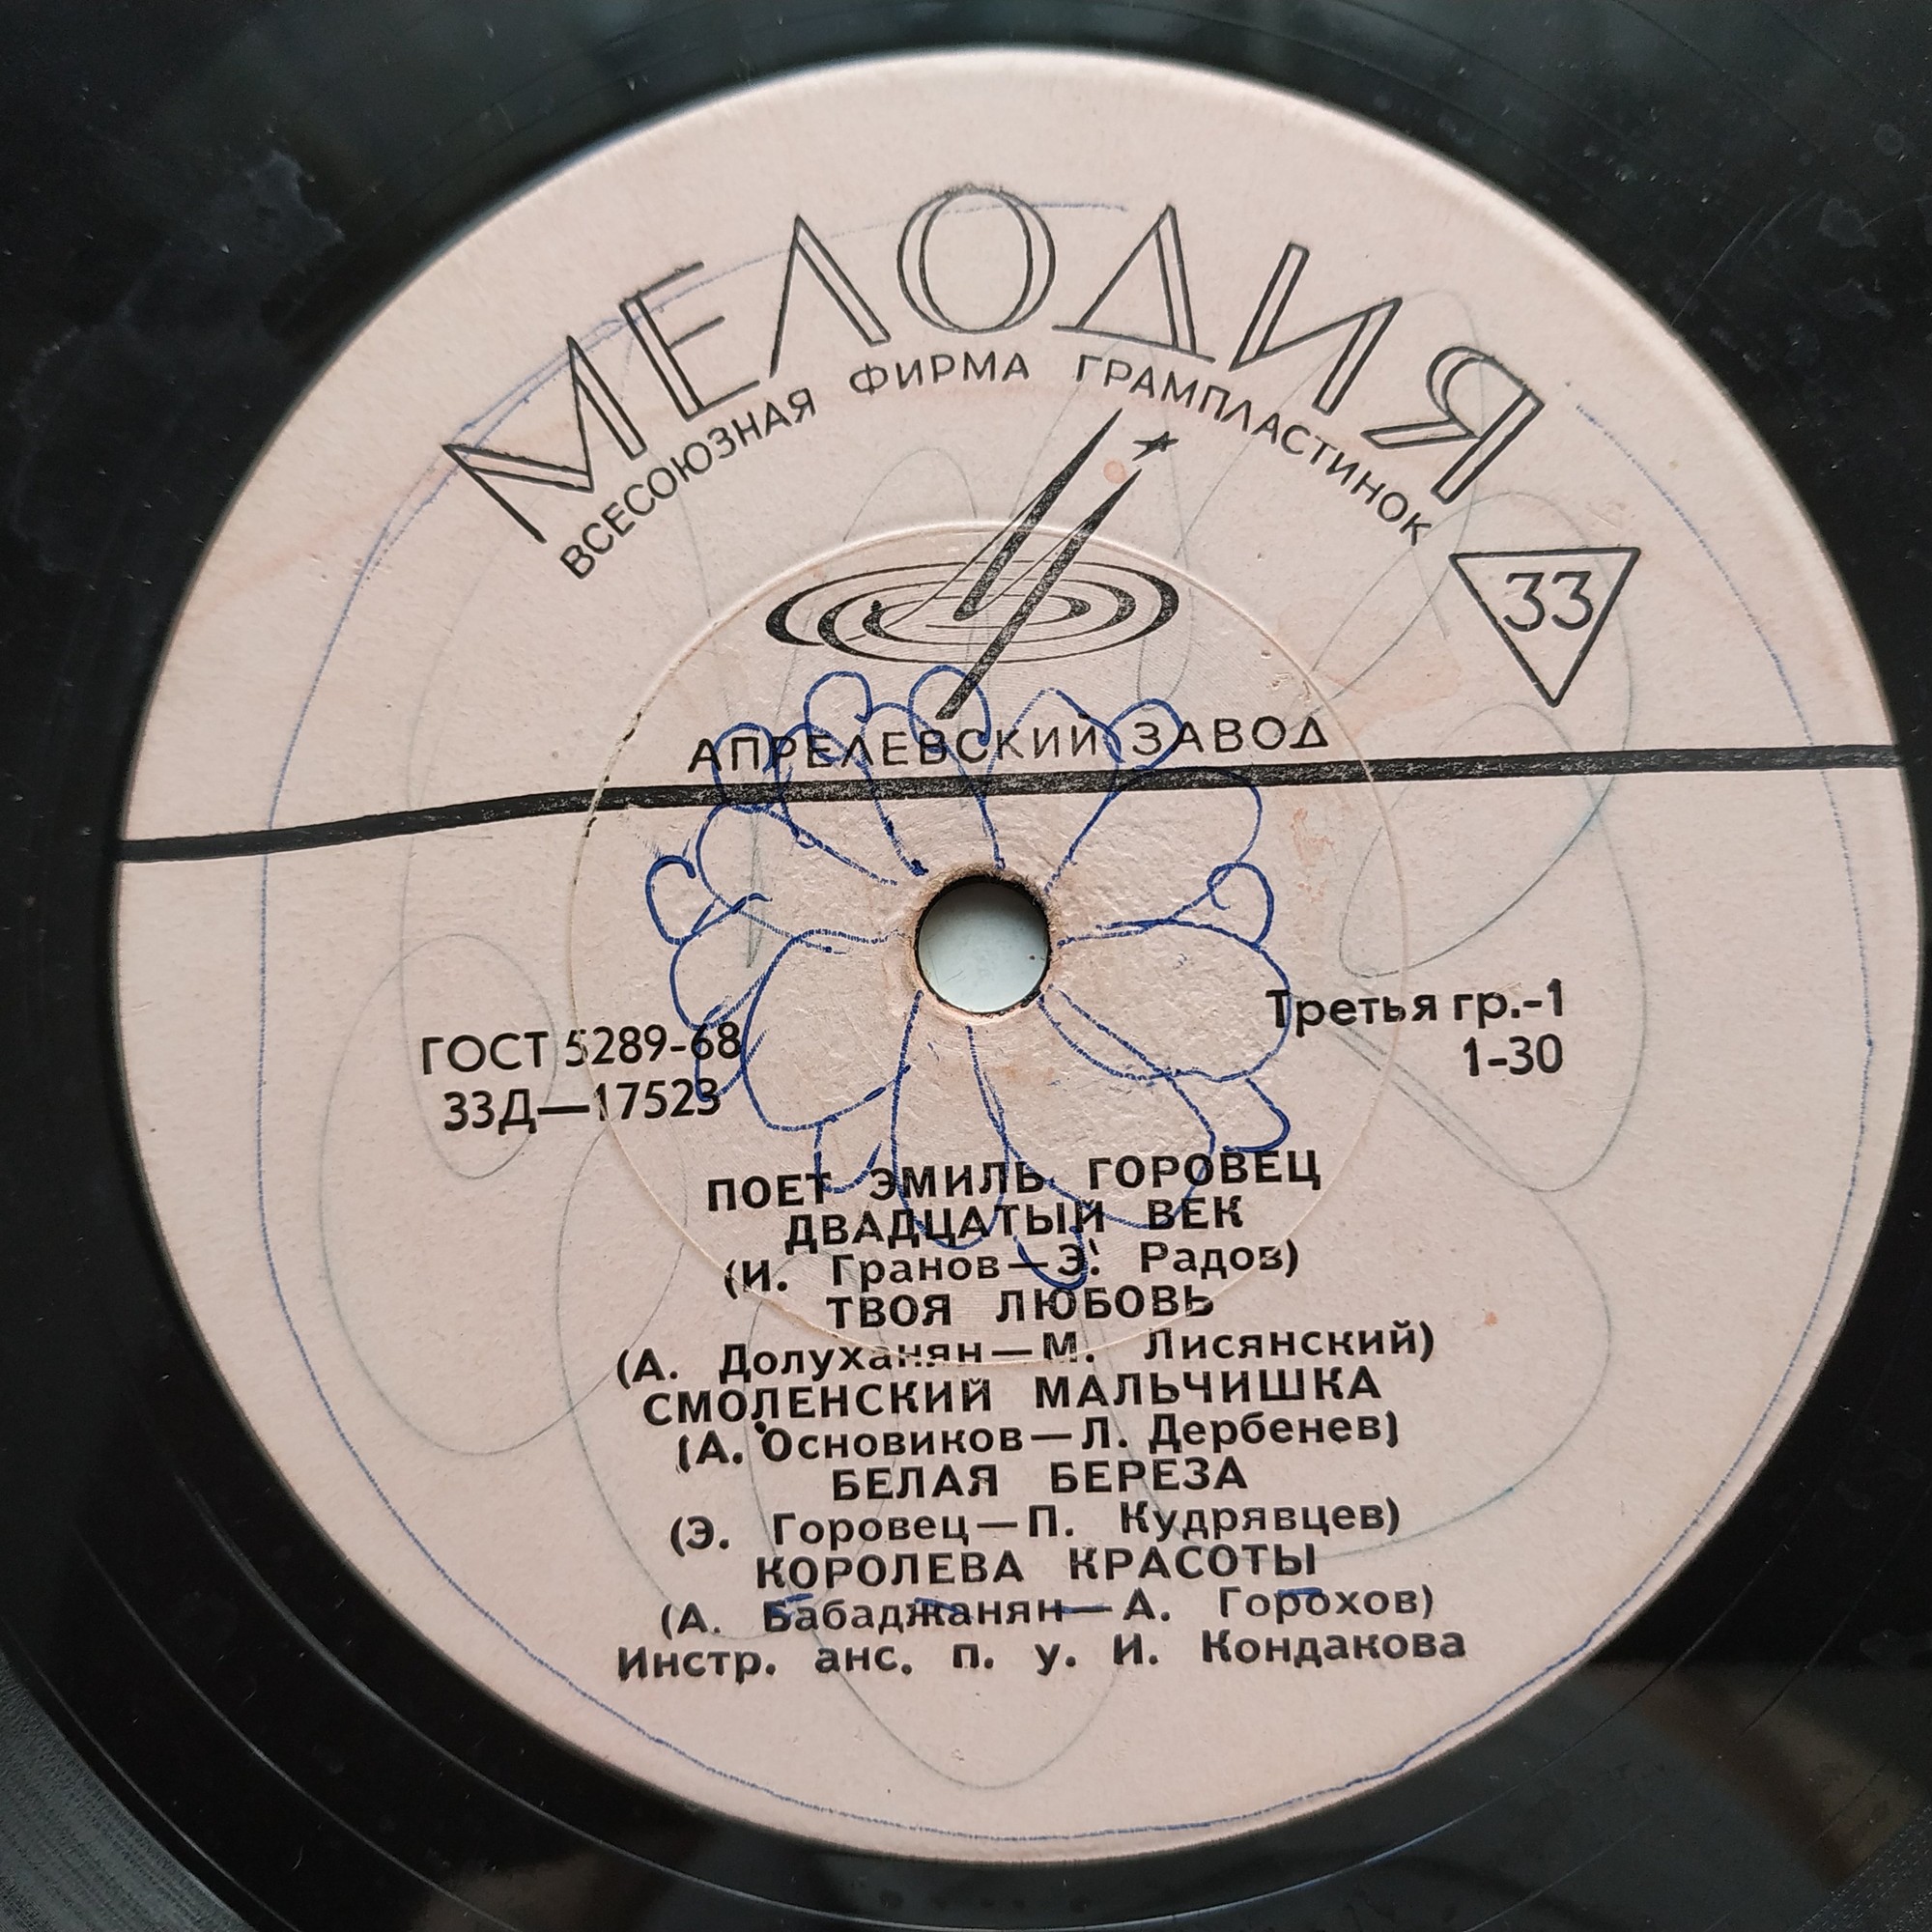 МЕЛОДИЯ
ВСЕСОЮЗНАЯ ФИРМА ГРАМПЛАСТИНОК
33
АПРЕЛЕВСКИЙ ЗАВОД
ГОСТ 5289-68
33Д—17523
Третья гр.-1
1-30
ПОЕТ ЭМИЛЬ ГОРОВЕЦ
ДВАДЦАТЫЙ ВЕК
(И. Гранов—Э. Радов)
ТВОЯ ЛЮБОВЬ
(А. Долуханян—М. Лисянский)
СМОЛЕНСКИЙ МАЛЬЧИШКА
(А. Основиков—Л. Дербенев)
БЕЛАЯ БЕРЕЗА
(Э. Горовец—П. Кудрявцев)
КОРОЛЕВА КРАСОТЫ
(А. Бабаджанян—А. Горохов)
Инстр. анс. п. у. И. Кондакова